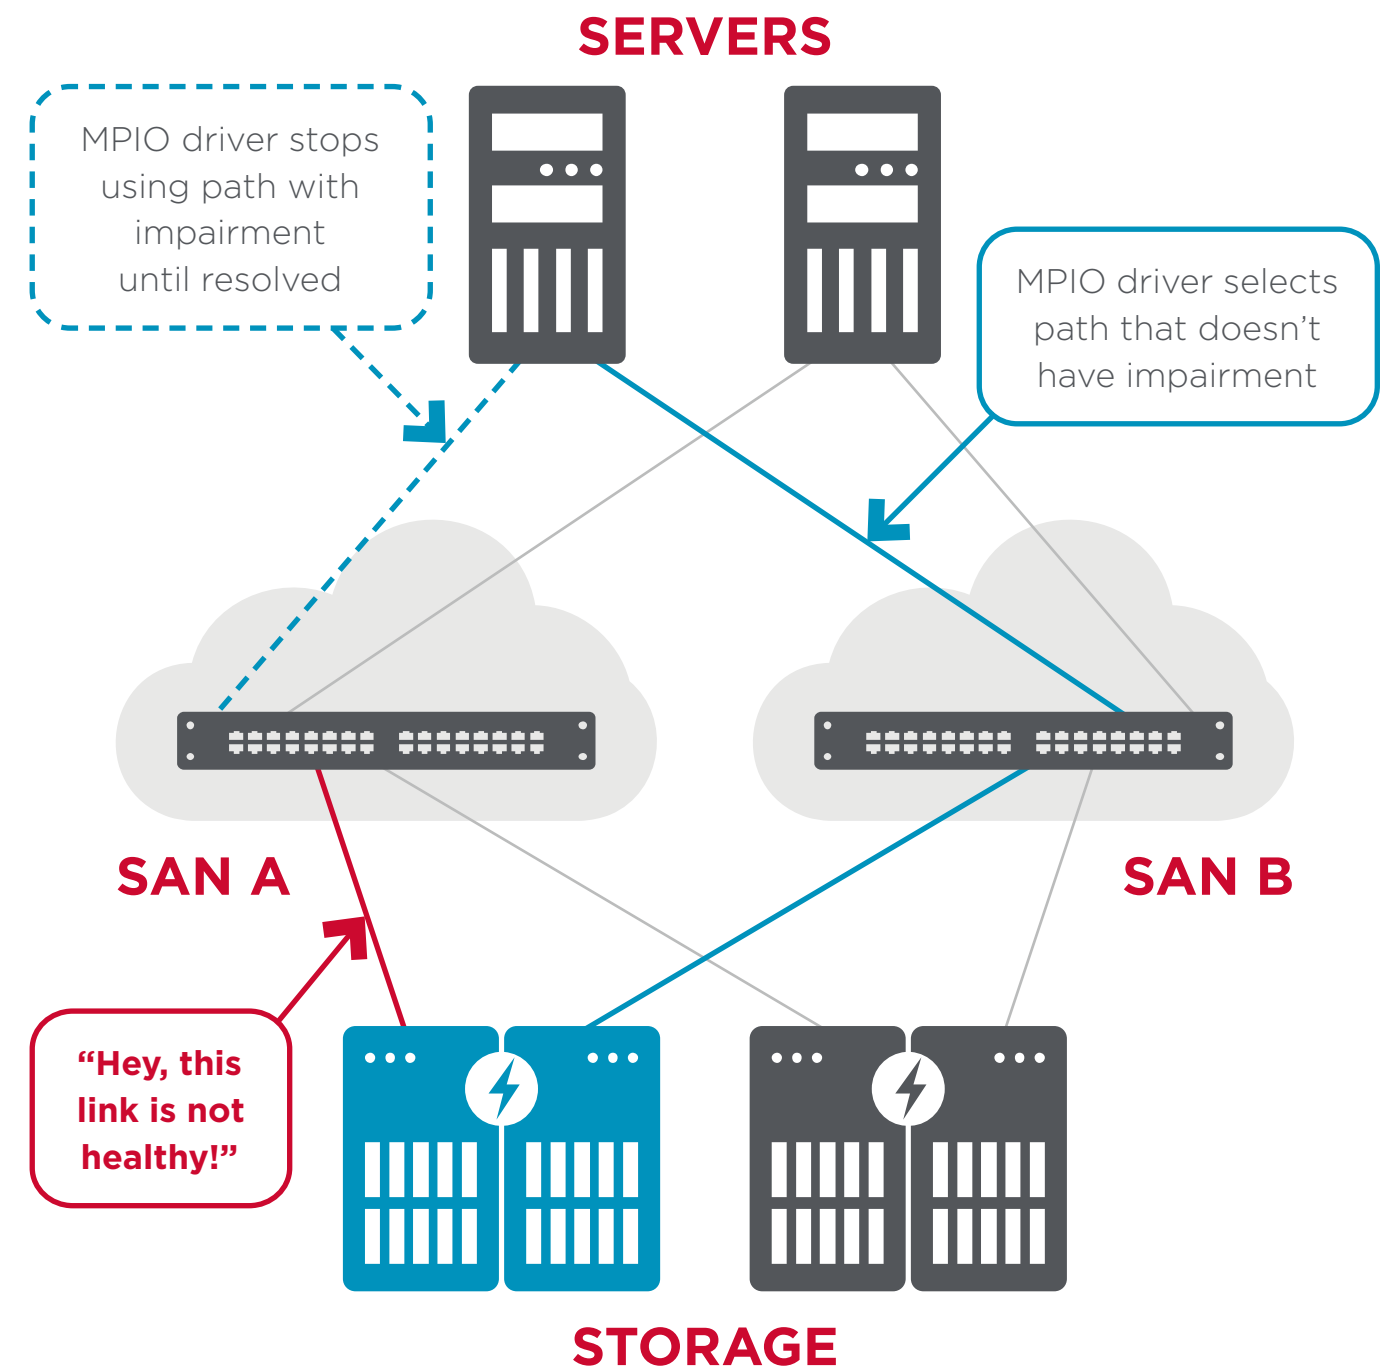 SERVERS
MPIO driver stops
using path with
impairment
until resolved
MPIO driver selects
path that doesn’t
have impairment
SAN A
SAN B
“Hey, this
link is not
healthy!”
STORAGE